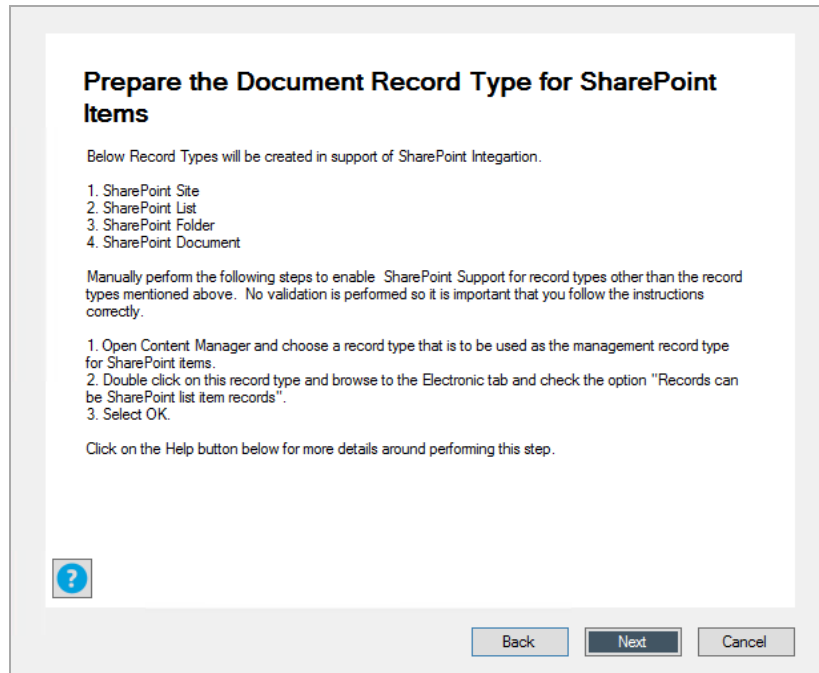 Prepare the Document Record Type for SharePoint
Items
Below Record Types will be created in support of SharePoint Integartion.
1. SharePoint Site
2. SharePoint List
3. SharePoint Folder
4. SharePoint Document
Manually perform the following steps to enable  SharePoint Support for record types other than the record
types mentioned above.  No validation is performed so it is important that you follow the instructions
correctly.
1. Open Content Manager and choose a record type that is to be used as the management record type
for SharePoint items.
2. Double click on this record type and browse to the Electronic tab and check the option "Records can
be SharePoint list item records".
3. Select OK.
Click on the Help button below for more details around performing this step.
?
Back
Next
Cancel